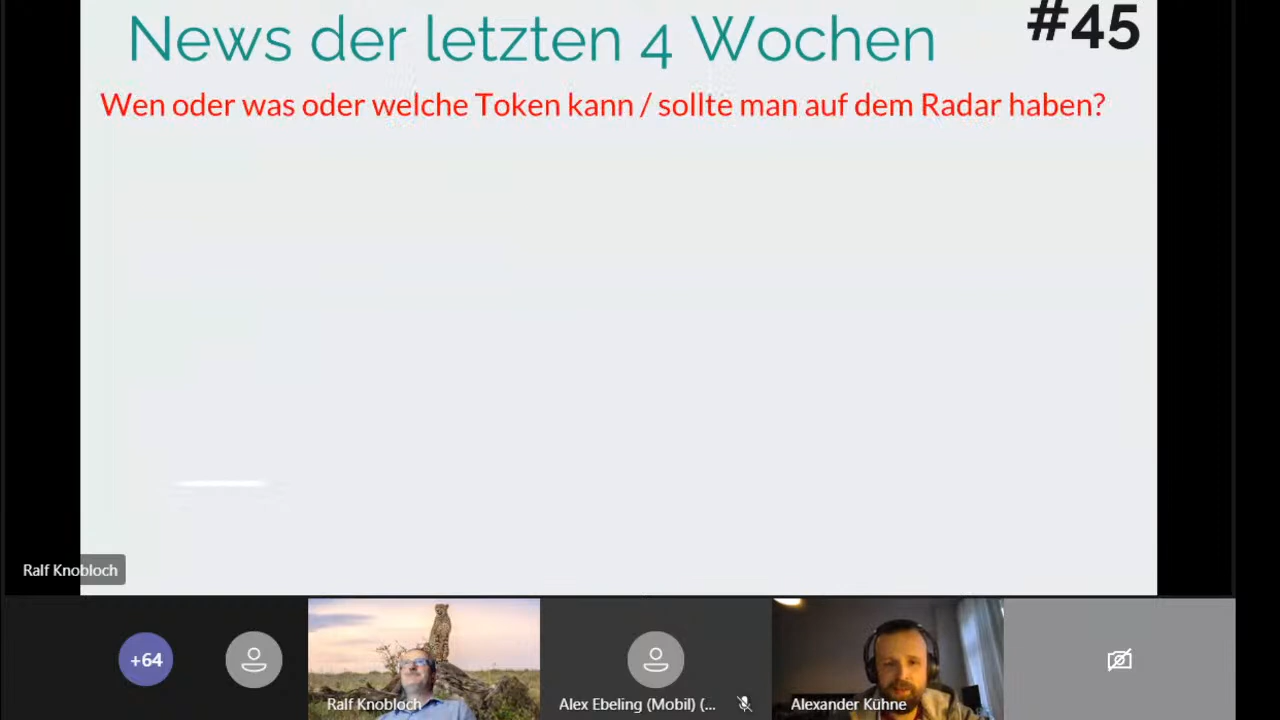 News der letzten 4 Wochen
#45
Wen oder was oder welche Token kann / sollte man auf dem Radar haben?
Ralf Knobloch
+64
Ralf Knobloch
Alex Ebeling (Mobil) (...
Alexander Kühne